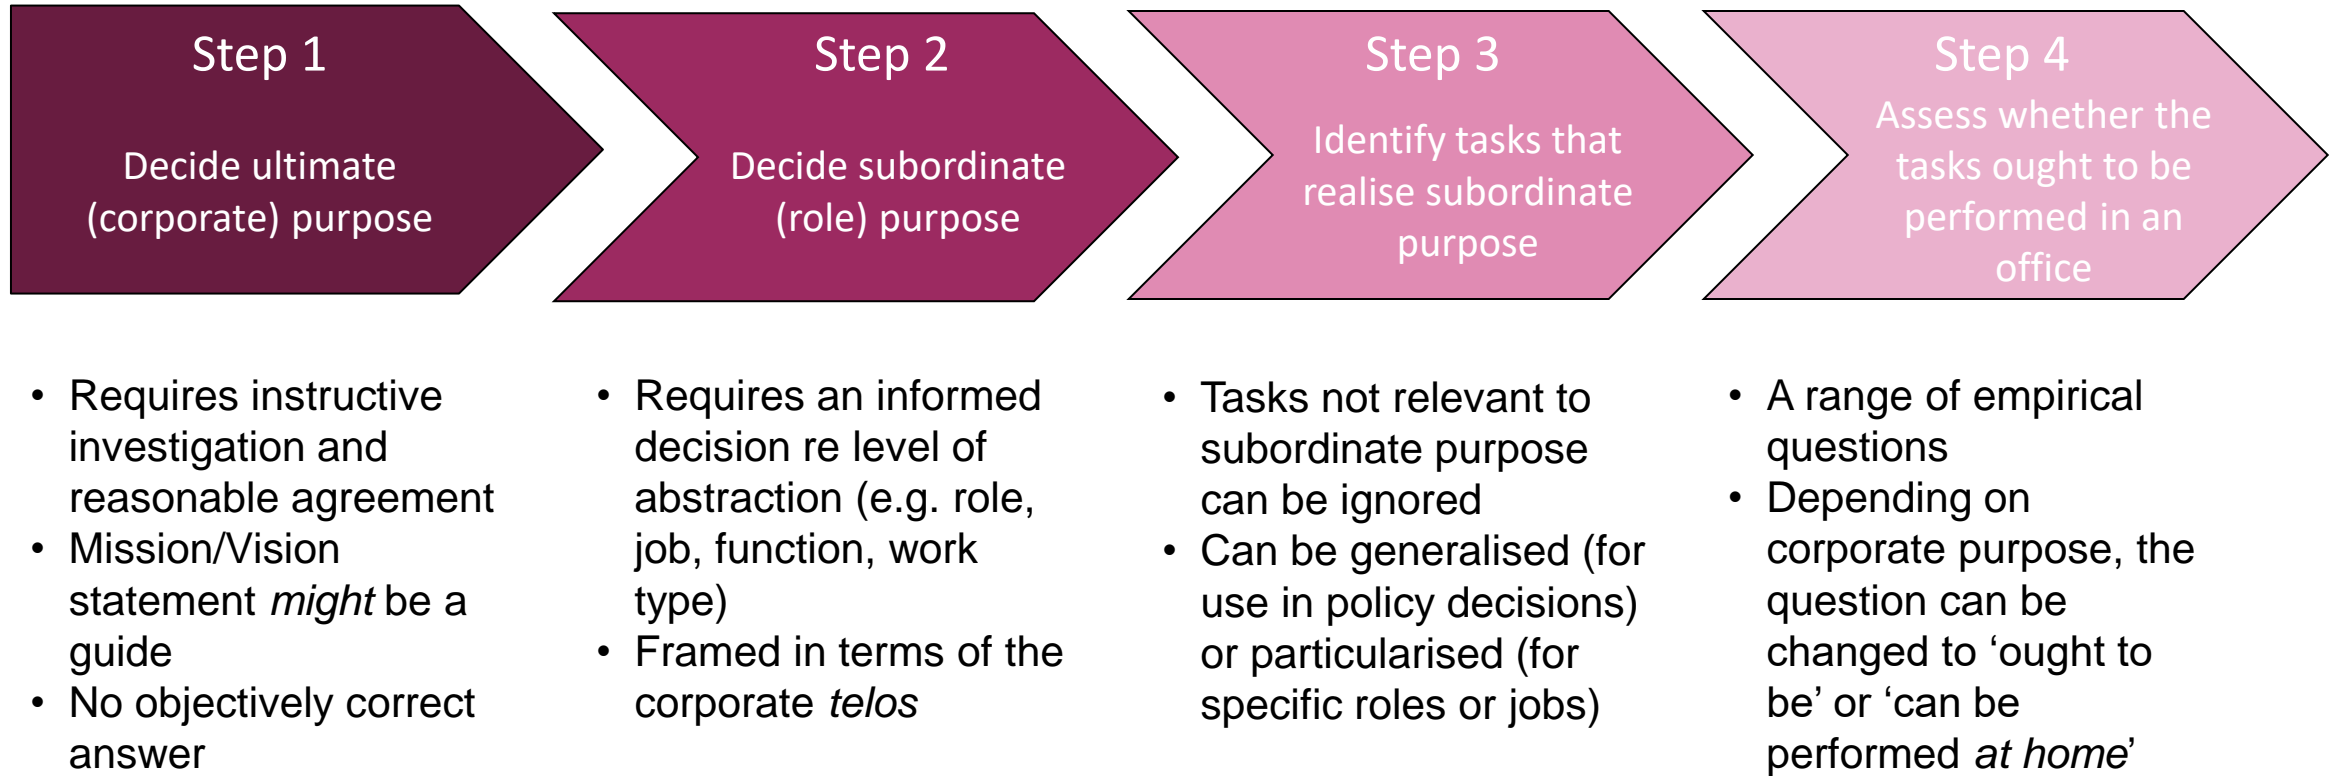 Step 1
Decide ultimate
(corporate) purpose
Step 2
Decide subordinate
(role) purpose
Step 3
Identify tasks that
realise subordinate
purpose
Step 4
Assess whether the
tasks ought to be
performed in an
office
• Requires instructive
investigation and
reasonable agreement
• Mission/Vision
statement might be a
guide
• No objectively correct
answer
• Requires an informed
decision re level of
abstraction (e.g. role,
job, function, work
type)
• Framed in terms of the
corporate telos
• Tasks not relevant to
subordinate purpose
can be ignored
• Can be generalised (for
use in policy decisions)
or particularised (for
specific roles or jobs)
• A range of empirical
questions
• Depending on
corporate purpose, the
question can be
changed to ‘ought to
be’ or ‘can be
performed at home’